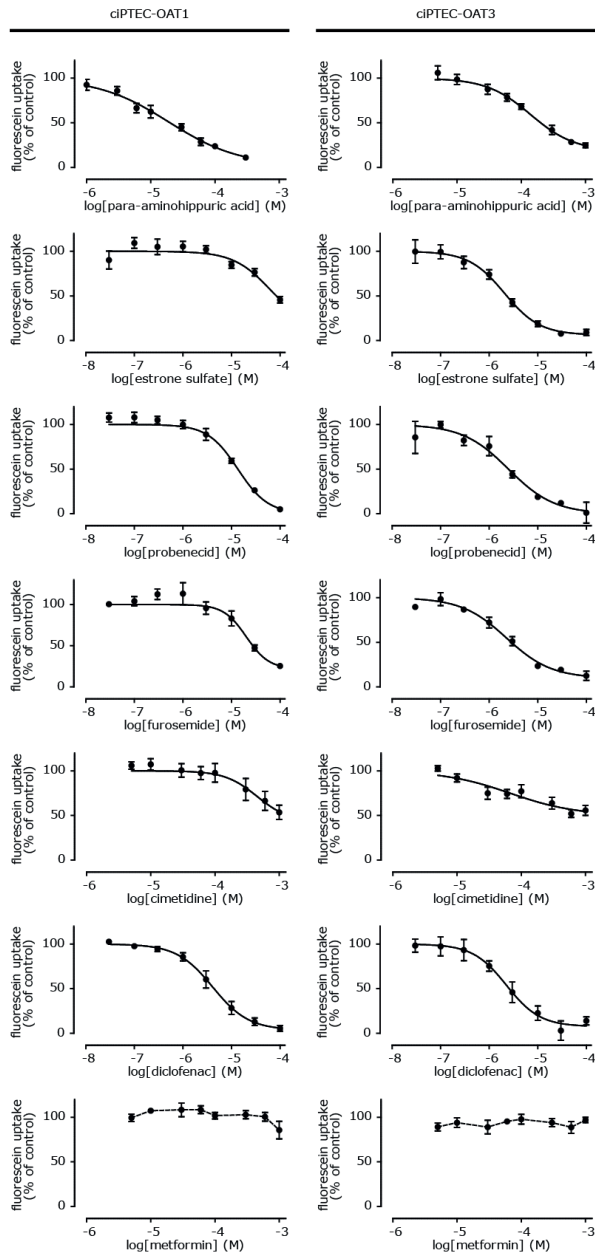 ciPTEC-OAT1 ciPTEC-OAT3
fluorescein uptake
(% of control)
100
50
0
-6 -5 -4 -3
log[para-aminohippuric acid] (M)
fluorescein uptake
(% of control)
100
50
0
-6 -5 -4 -3
log[para-aminohippuric acid] (M)
fluorescein uptake
(% of control)
100
50
0
-8 -7 -6 -5 -4
log[estrone sulfate] (M)
fluorescein uptake
(% of control)
100
50
0
-8 -7 -6 -5 -4
log[estrone sulfate] (M)
fluorescein uptake
(% of control)
100
50
0
-8 -7 -6 -5 -4
log[probenecid] (M)
fluorescein uptake
(% of control)
100
50
0
-8 -7 -6 -5 -4
log[probenecid] (M)
fluorescein uptake
(% of control)
100
50
0
-8 -7 -6 -5 -4
log[furosemide] (M)
fluorescein uptake
(% of control)
100
50
0
-8 -7 -6 -5 -4
log[furosemide] (M)
fluorescein uptake
(% of control)
100
50
0
-6 -5 -4 -3
log[cimetidine] (M)
fluorescein uptake
(% of control)
100
50
0
-6 -5 -4 -3
log[cimetidine] (M)
fluorescein uptake
(% of control)
100
50
0
-8 -7 -6 -5 -4
log[diclofenac] (M)
fluorescein uptake
(% of control)
100
50
0
-8 -7 -6 -5 -4
log[diclofenac] (M)
fluorescein uptake
(% of control)
100
50
0
-6 -5 -4 -3
log[metformin] (M)
fluorescein uptake
(% of control)
100
50
0
-6 -5 -4 -3
log[metformin] (M)